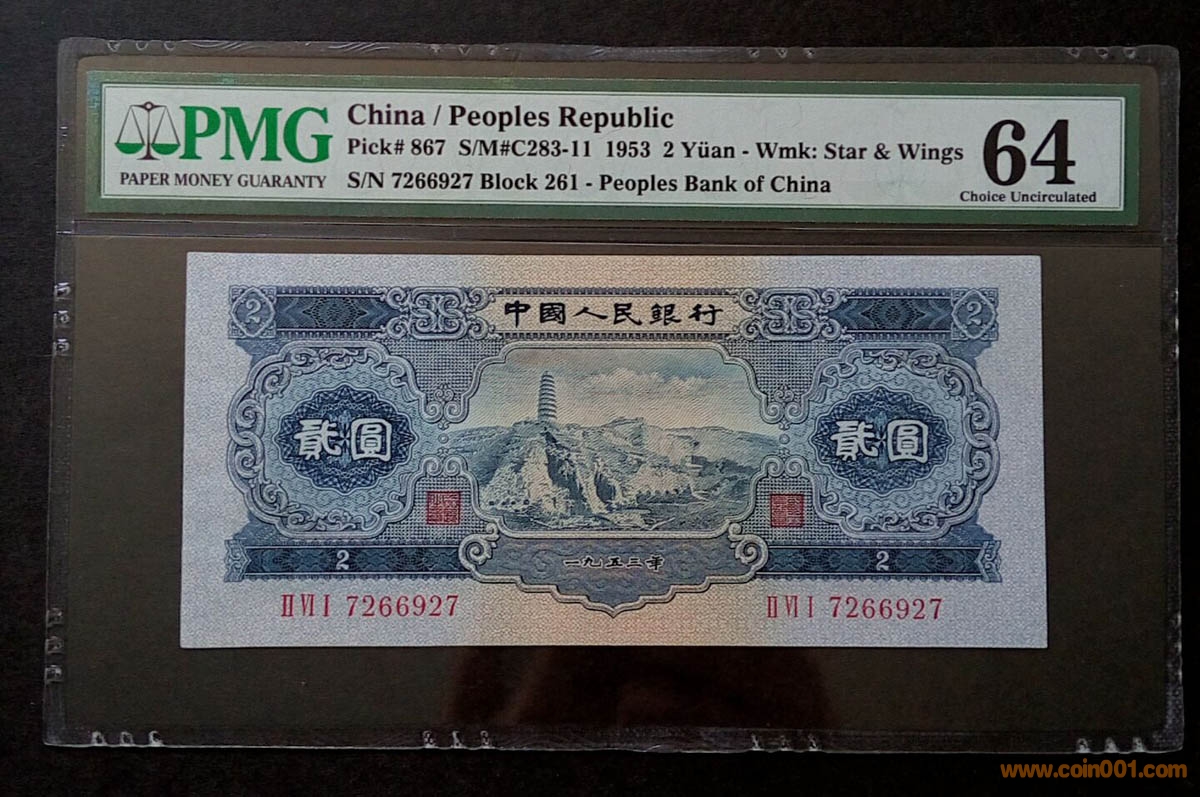 PMG
PAPER MONEY GUARANTY
China / Peoples Republic
Pick# 867 S/M#C283-11 1953 2 Yüan - Wmk: Star & Wings
S/N 7266927 Block 261 - Peoples Bank of China
64
Choice Uncirculated
2 2
中國人民銀行
貳圓 貳圓
2 2
一九五三年
II VI I 7266927 II VI I 7266927
www.coin001.com